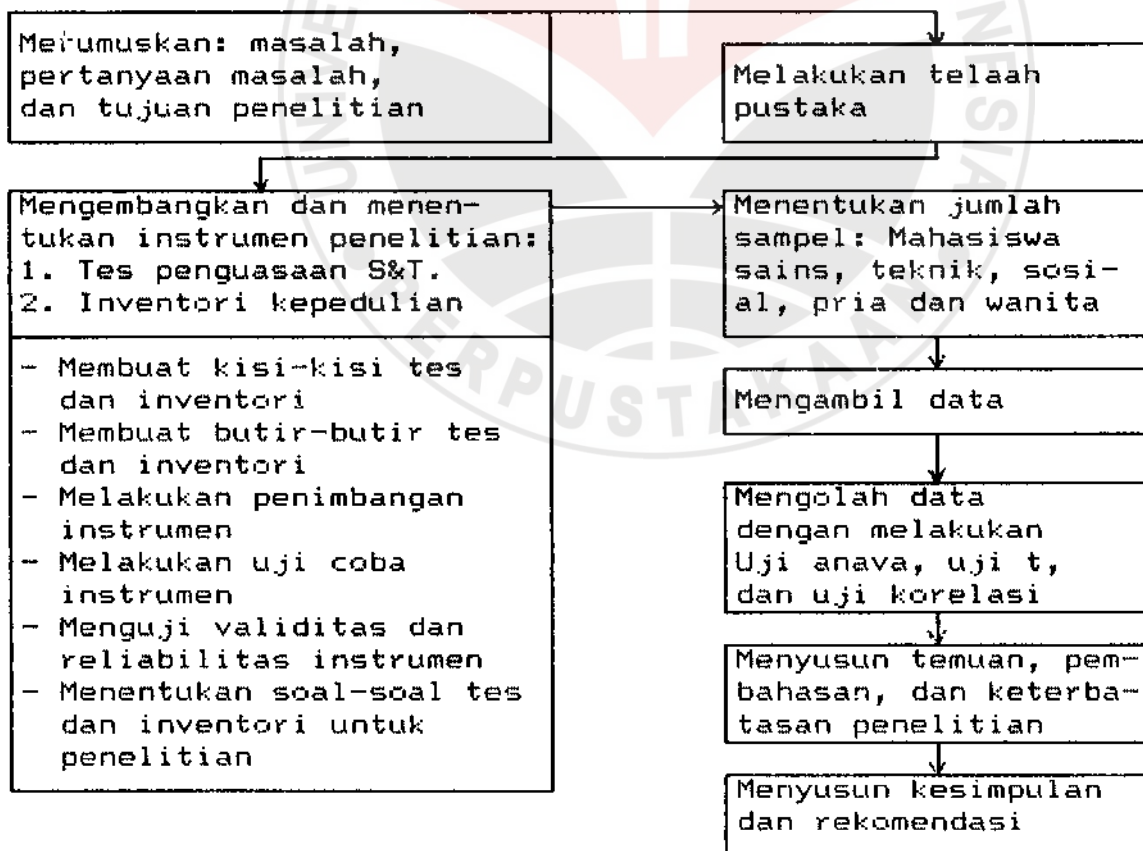 Merumuskan: masalah,
pertanyaan masalah,
dan tujuan penelitian
Melakukan telaah
pustaka
Mengembangkan dan menen-
tukan instrumen penelitian:
1. Tes penguasaan S&T.
2. Inventori kepedulian
- Membuat kisi-kisi tes
dan inventori
- Membuat butir-butir tes
dan inventori
- Melakukan penimbangan
instrumen
- Melakukan uji coba
instrumen
- Menguji validitas dan
reliabilitas instrumen
- Menentukan soal-soal tes
dan inventori untuk
penelitian
Menentukan jumlah
sampel: Mahasiswa
sains, teknik, sosi-
al, pria dan wanita
Mengambil data
Mengolah data
dengan melakukan
Uji anava, uji t,
dan uji korelasi
Menyusun temuan, pem-
bahasan, dan keterba-
tasan penelitian
Menyusun kesimpulan
dan rekomendasi
PERPUSTAKAAN